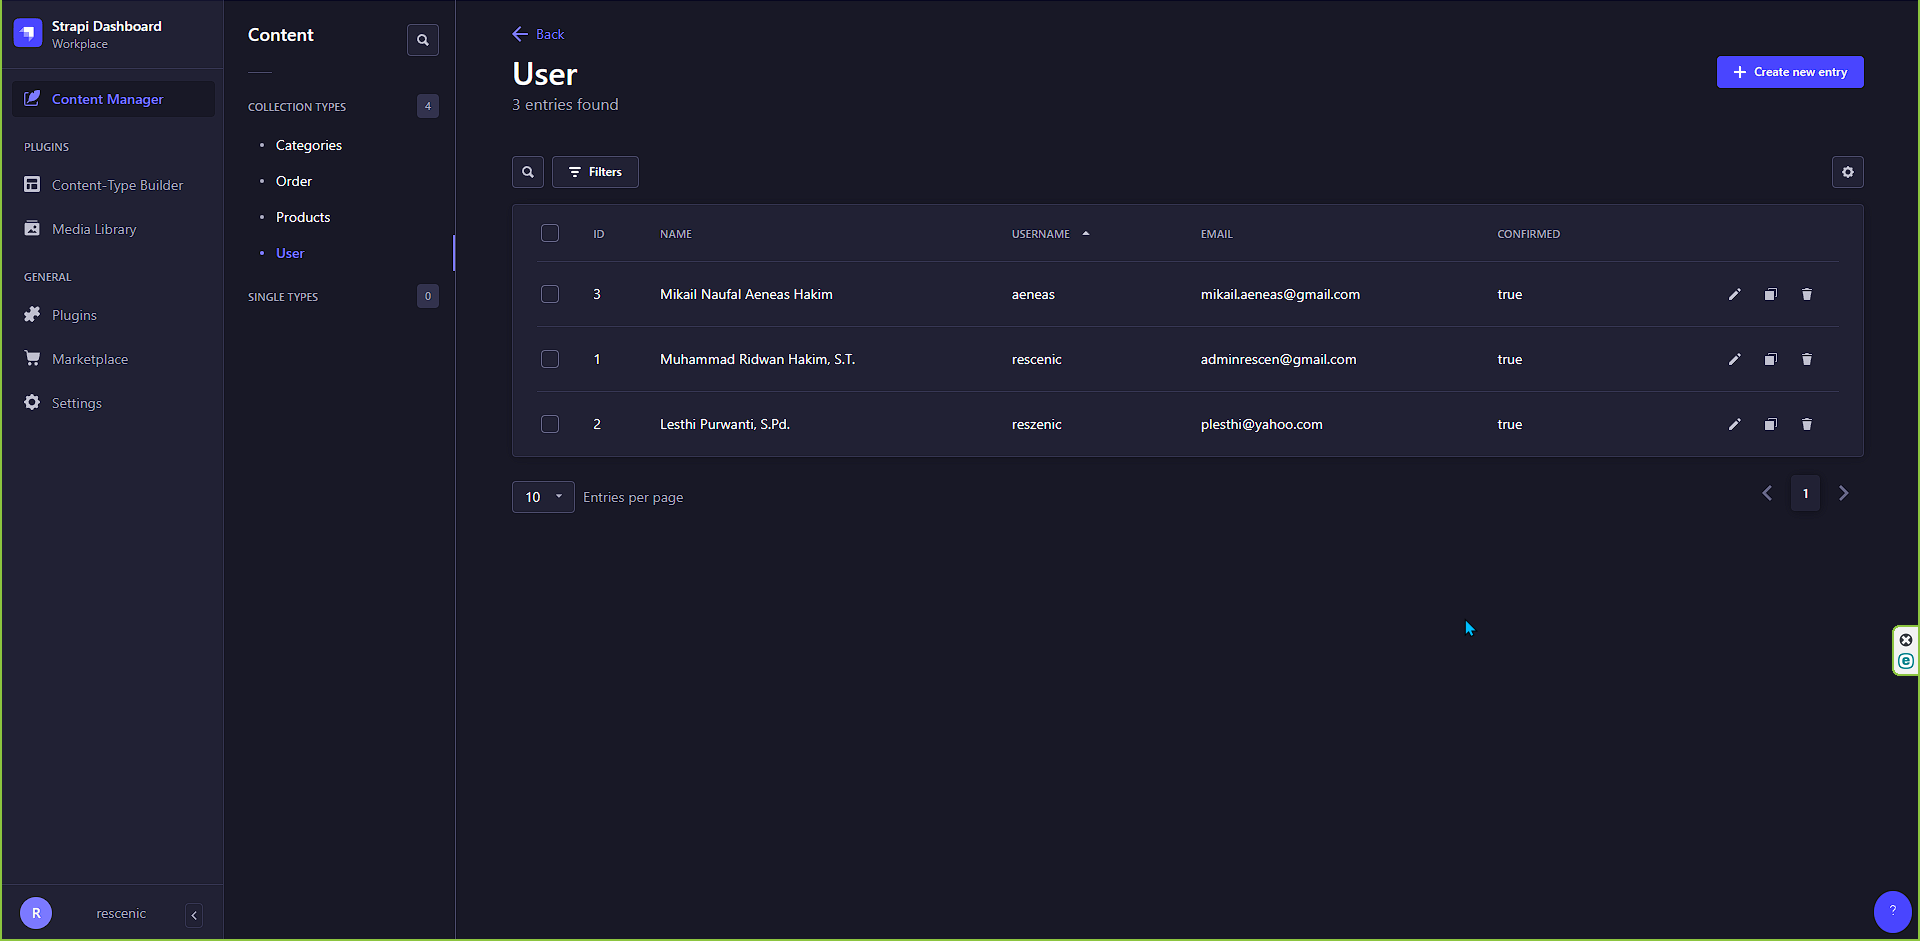 Strapi Dashboard
Workplace
Content Manager
PLUGINS
Content-Type Builder
Media Library
GENERAL
Plugins
Marketplace
Settings
R rescenic
Content
COLLECTION TYPES 4
Categories
Order
Products
User
SINGLE TYPES 0
Back
User
3 entries found
Create new entry
Filters
ID NAME USERNAME EMAIL CONFIRMED
3 Mikail Naufal Aeneas Hakim aeneas mikail.aeneas@gmail.com true
1 Muhammad Ridwan Hakim, S.T. rescenic adminrescen@gmail.com true
2 Lesthi Purwanti, S.Pd. reszenic plesthi@yahoo.com true
10 Entries per page
1
e
?